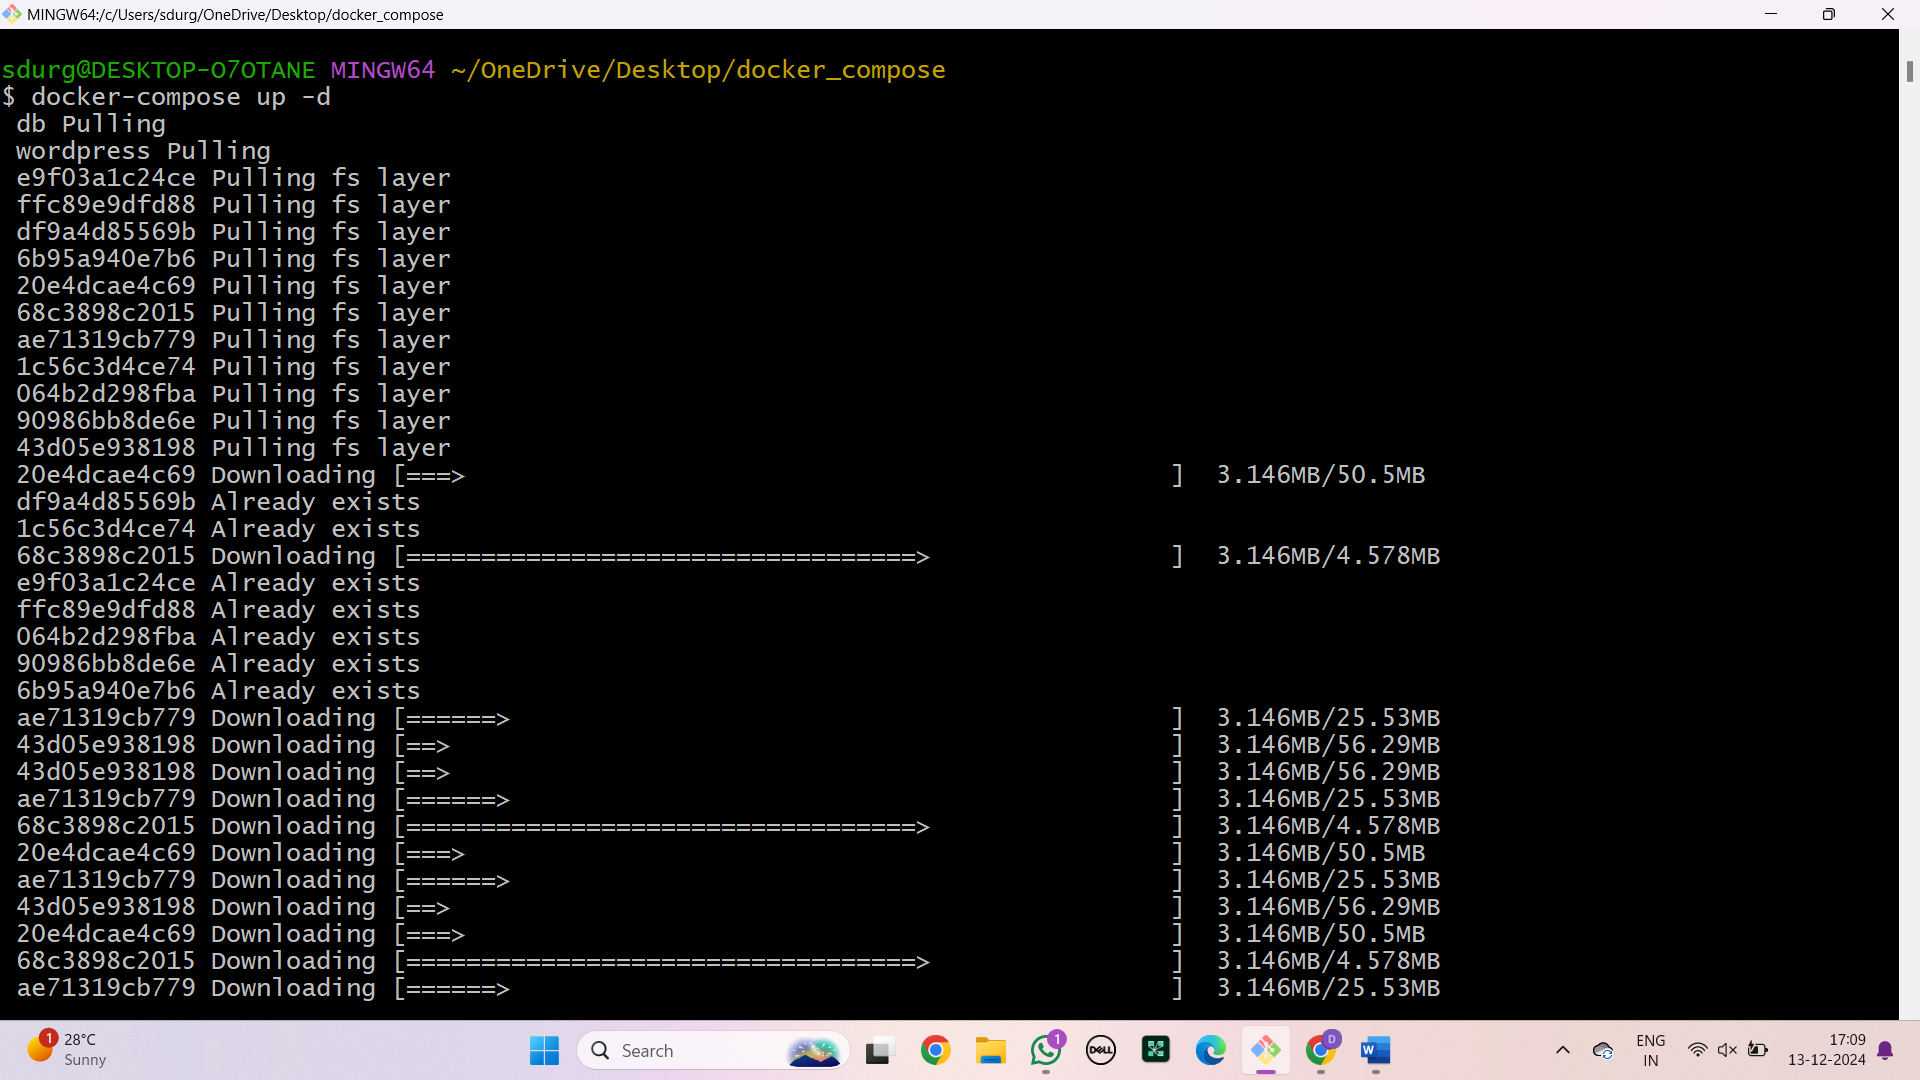 MINGW64:/c/Users/sdurg/OneDrive/Desktop/docker_compose
sdurg@DESKTOP-O7OTANE MINGW64 ~/OneDrive/Desktop/docker_compose
$ docker-compose up -d
db Pulling
wordpress Pulling
e9f03a1c24ce Pulling fs layer
ffc89e9dfd88 Pulling fs layer
df9a4d85569b Pulling fs layer
6b95a940e7b6 Pulling fs layer
20e4dcae4c69 Pulling fs layer
68c3898c2015 Pulling fs layer
ae71319cb779 Pulling fs layer
1c56c3d4ce74 Pulling fs layer
064b2d298fba Pulling fs layer
90986bb8de6e Pulling fs layer
43d05e938198 Pulling fs layer
20e4dcae4c69 Downloading [===>                                               ]  3.146MB/50.5MB
df9a4d85569b Already exists
1c56c3d4ce74 Already exists
68c3898c2015 Downloading [==================================>                ]  3.146MB/4.578MB
e9f03a1c24ce Already exists
ffc89e9dfd88 Already exists
064b2d298fba Already exists
90986bb8de6e Already exists
6b95a940e7b6 Already exists
ae71319cb779 Downloading [======>                                            ]  3.146MB/25.53MB
43d05e938198 Downloading [==>                                                ]  3.146MB/56.29MB
43d05e938198 Downloading [==>                                                ]  3.146MB/56.29MB
ae71319cb779 Downloading [======>                                            ]  3.146MB/25.53MB
68c3898c2015 Downloading [==================================>                ]  3.146MB/4.578MB
20e4dcae4c69 Downloading [===>                                               ]  3.146MB/50.5MB
ae71319cb779 Downloading [======>                                            ]  3.146MB/25.53MB
43d05e938198 Downloading [==>                                                ]  3.146MB/56.29MB
20e4dcae4c69 Downloading [===>                                               ]  3.146MB/50.5MB
68c3898c2015 Downloading [==================================>                ]  3.146MB/4.578MB
ae71319cb779 Downloading [======>                                            ]  3.146MB/25.53MB
1
28°C
Sunny
Search
1
DELL
D
W
ENG
IN
17:09
13-12-2024